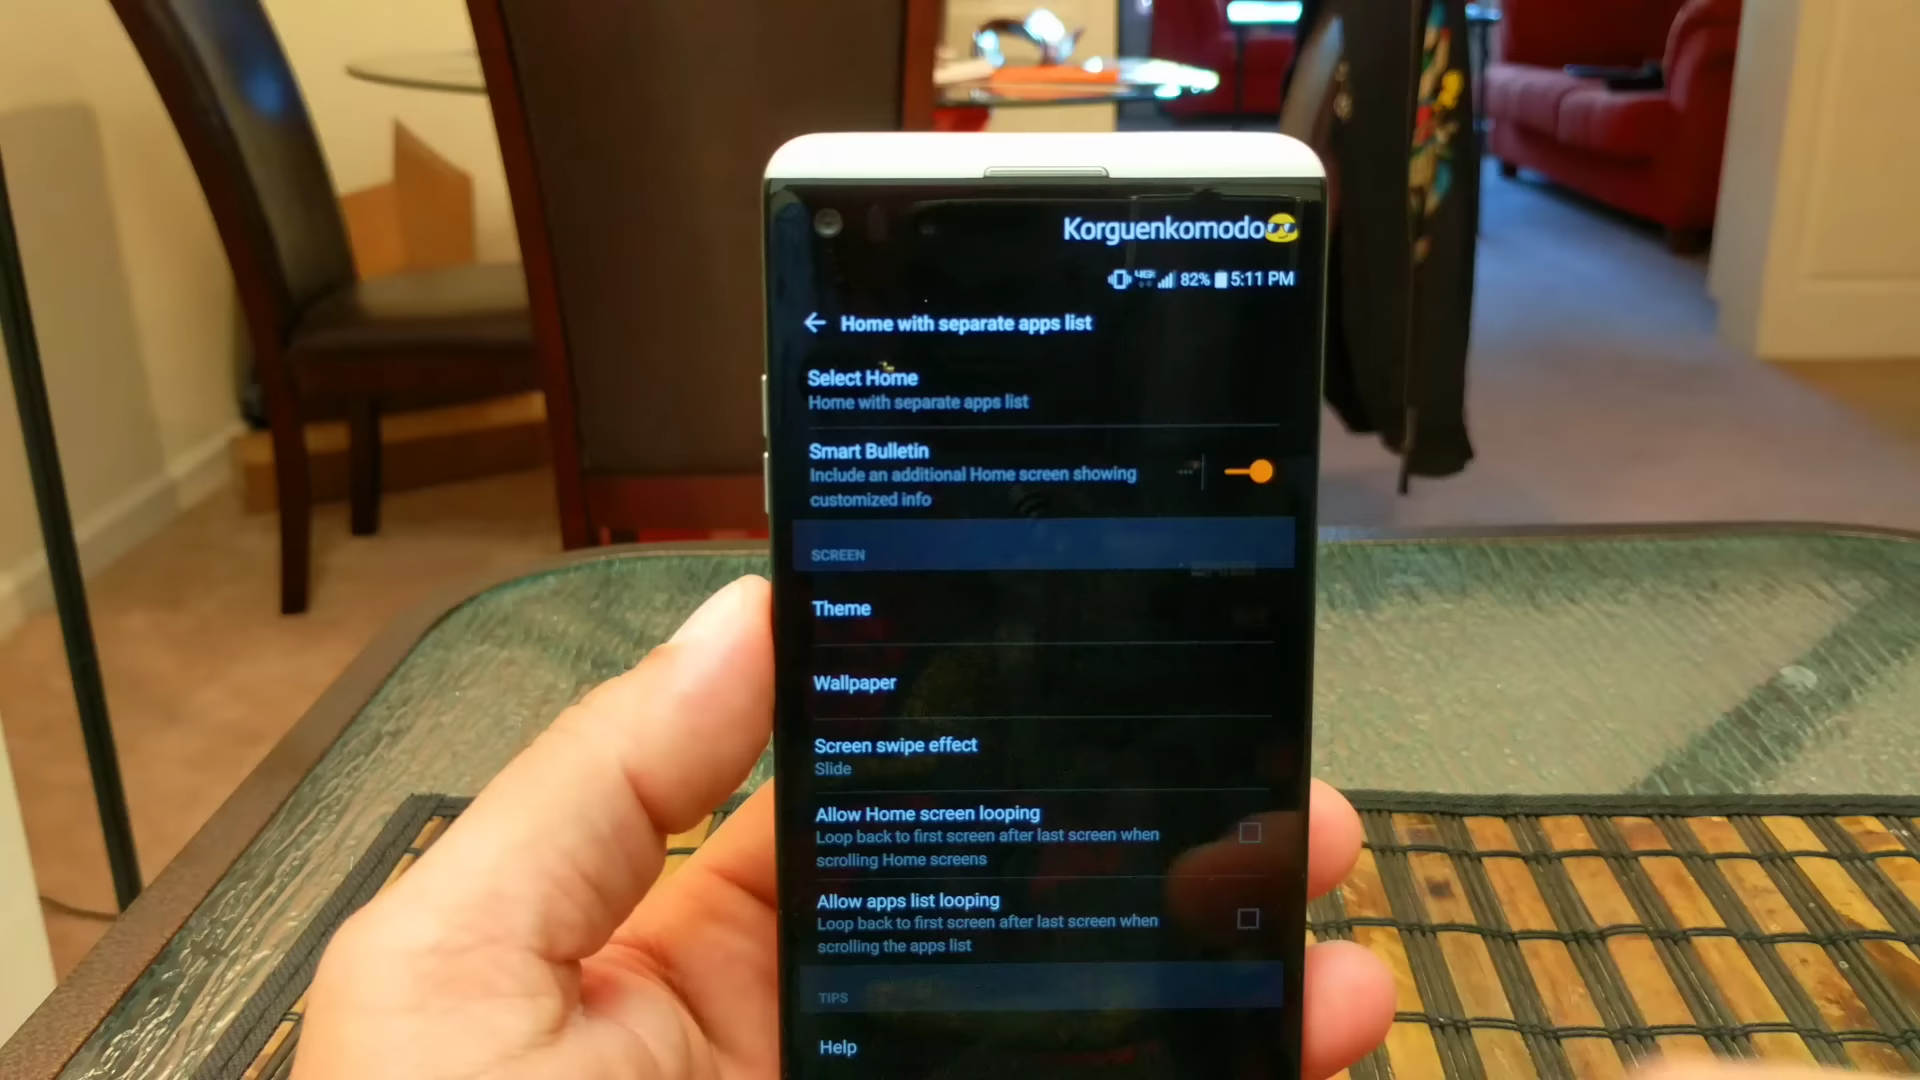 Korguenkomodo😎
82% 5:11 PM
Home with separate apps list
Select Home
Home with separate apps list
Smart Bulletin
Include an additional Home screen showing
customized info
SCREEN
Theme
Wallpaper
Screen swipe effect
Slide
Allow Home screen looping
Loop back to first screen after last screen when
scrolling Home screens
Allow apps list looping
Loop back to first screen after last screen when
scrolling the apps list
TIPS
Help